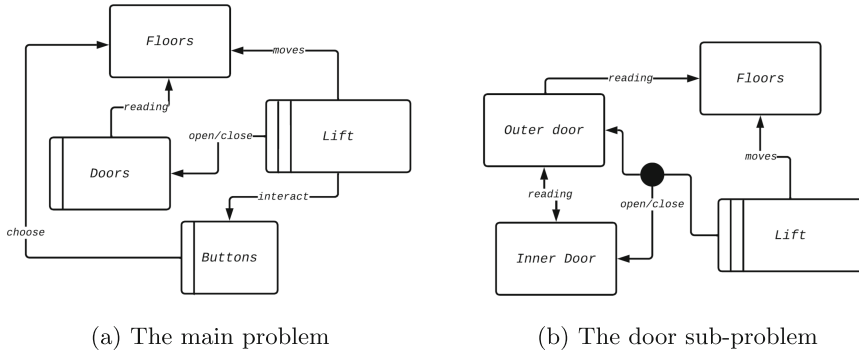 Floors
moves
reading
open/close
Lift
Doors
interact
choose
Buttons
(a) The main problem
reading
Floors
Outer door
moves
reading
open/close
Lift
Inner Door
(b) The door sub-problem